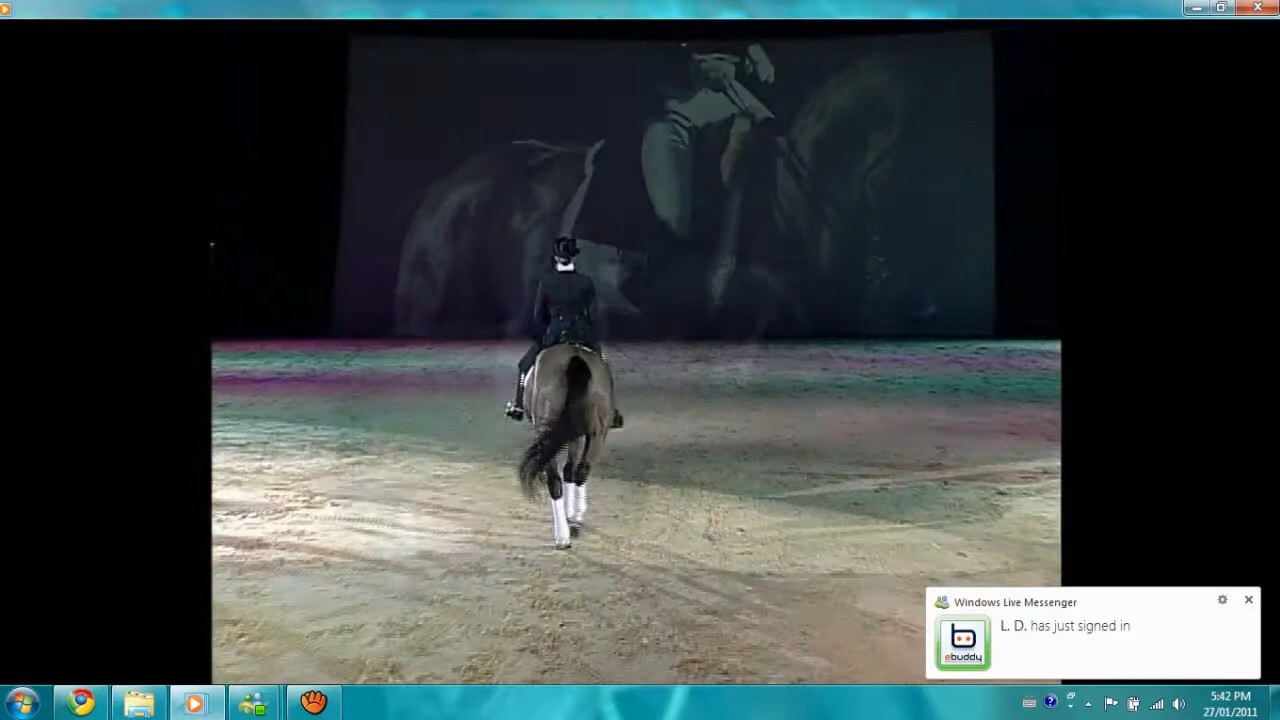 Windows Live Messenger
L. D. has just signed in
ebuddy
5:42 PM
27/01/2011